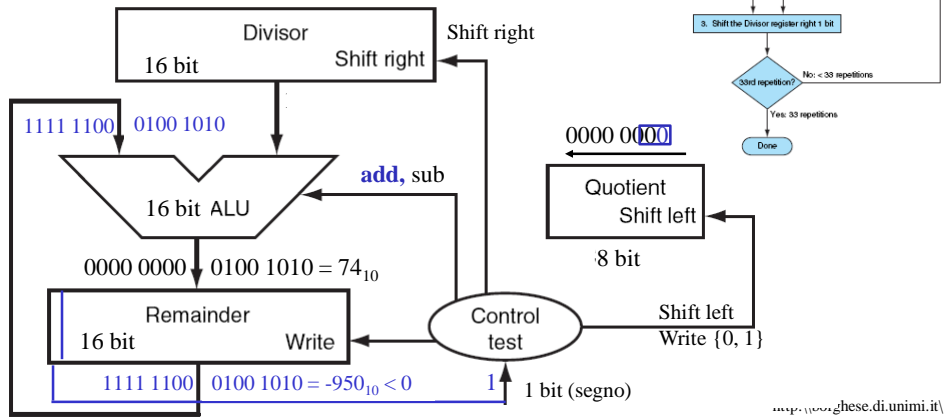 Divisor
Shift right
16 bit
Shift right
3. Shift the Divisor register right 1 bit
33rd repetition?
No: < 33 repetitions
Yes: 33 repetitions
Done
1111 1100 0100 1010
0000 0000
add, sub
16 bit ALU
Quotient
Shift left
8 bit
0000 0000 0100 1010 = 74₁₀
Remainder
16 bit
Write
Control
test
Shift left
Write {0, 1}
1111 1100 0100 1010 = -950₁₀ < 0
1
1 bit (segno)